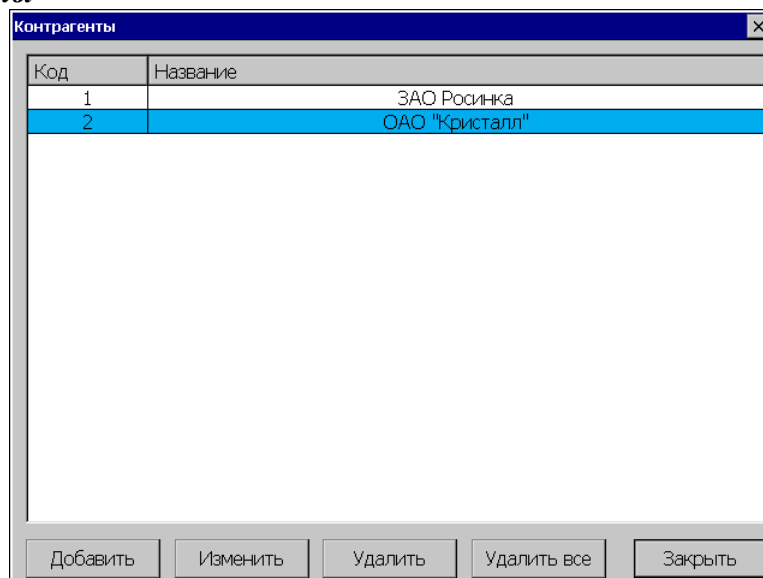 Контрагенты
Код Название
1 ЗАО Росинка
2 ОАО "Кристалл"
Добавить Изменить Удалить Удалить все Закрыть